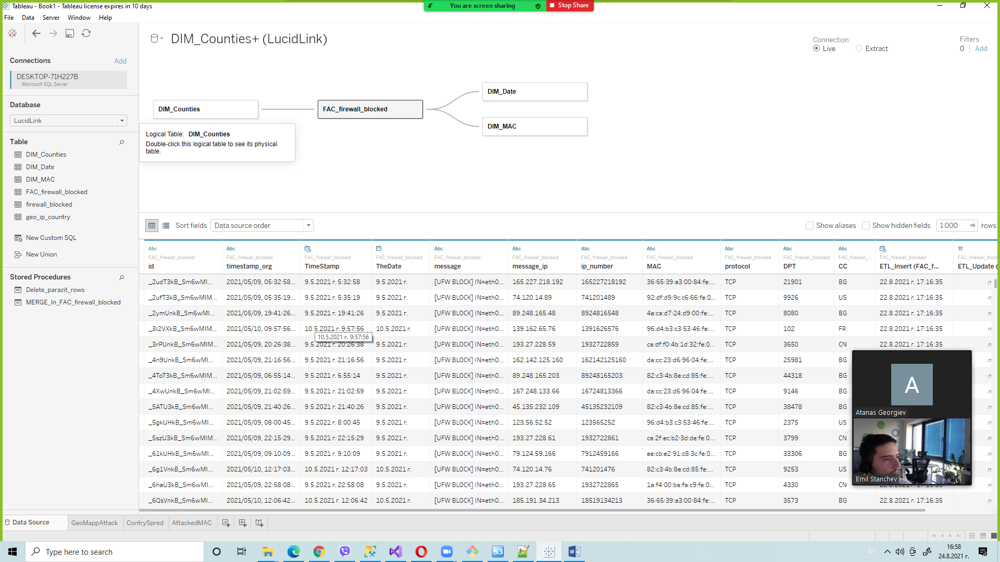 Tableau - Book1 - Tableau license expires in 10 days
You are screen sharing
Stop Share
File Data Server Window Help
DIM_Counties+ (LucidLink)
Connection
Live Extract
Filters
0 Add
Connections Add
DESKTOP-71H227B
Microsoft SQL Server
Database
LucidLink
Table
DIM_Counties
DIM_Date
DIM_MAC
FAC_firewall_blocked
firewall_blocked
geo_ip_country
New Custom SQL
New Union
Stored Procedures
Delete_parazit_rows
MERGE_In_FAC_firewall_blocked
DIM_Counties
FAC_firewall_blocked
DIM_Date
DIM_MAC
Logical Table: DIM_Counties
Double-click this logical table to see its physical
table.
Sort fields Data source order Show aliases Show hidden fields 1 000 rows
Abc Abc Abc Abc Abc Abc Abc Abc Abc #
FAC_firewall_blocked FAC_firewall_blocked FAC_firewall_blocked FAC_firewall_blocked FAC_firewall_blocked FAC_firewall_blocked FAC_firewall_blocked FAC_firewall_blocked FAC_firewall_blocked FAC_firewall_blocked FAC_firewall_... FAC_firewall_blocked FAC_firewall_block
id timestamp_org TimeStamp TheDate message message_ip ip_number MAC protocol DPT CC ETL_Insert (FAC_f... ETL_Update (
_2udT3kB_Sm6wMI... 2021/05/09, 05:32:58... 9.5.2021 г. 5:32:58 9.5.2021 г. [UFW BLOCK] IN=eth0... 165.227.218.192 165227218192 36:65:39:a3:00:84:fe:... TCP 21901 BG 22.8.2021 г. 17:16:35 n
_2ufT3kB_Sm6wMIM... 2021/05/09, 05:35:19... 9.5.2021 г. 5:35:19 9.5.2021 г. [UFW BLOCK] IN=eth0... 74.120.14.89 741201489 92:df:d9:9c:c6:66:fe:0... TCP 9926 US 22.8.2021 г. 17:16:35 n
_2ymUnkB_Sm6wMI... 2021/05/09, 19:41:26... 9.5.2021 г. 19:41:26 9.5.2021 г. [UFW BLOCK] IN=eth0... 89.248.165.48 8924816548 4a:ca:d7:24:d9:00:fe:... TCP 8080 BG 22.8.2021 г. 17:16:35 n
_3i2VXkB_Sm6wMIM... 2021/05/10, 09:57:56... 10.5.2021 г. 9:57:56 10.5.2021 г. [UFW BLOCK] IN=eth0... 139.162.65.76 1391626576 96:d4:b3:c3:53:46:fe:... TCP 102 FR 22.8.2021 г. 17:16:35 n
10.5.2021 г. 9:57:56
_3rPUnkB_Sm6wMIM... 2021/05/09, 20:26:38... 9.5.2021 г. 20:26:38 9.5.2021 г. [UFW BLOCK] IN=eth0... 193.27.228.59 1932722859 ca:df:f0:4b:1d:32:fe:0... TCP 3650 CN 22.8.2021 г. 17:16:35 n
_4n9UnkB_Sm6wMI... 2021/05/09, 21:16:56... 9.5.2021 г. 21:16:56 9.5.2021 г. [UFW BLOCK] IN=eth0... 162.142.125.160 162142125160 da:cc:23:d6:96:04:fe:... TCP 25981 BG n
_4ToT3kB_Sm6wMIM... 2021/05/09, 06:55:14... 9.5.2021 г. 6:55:14 9.5.2021 г. [UFW BLOCK] IN=eth0... 89.248.165.203 89248165203 82:c3:4b:8e:cd:85:fe:... TCP 44318 BG n
_4XwUnkB_Sm6wMI... 2021/05/09, 21:02:59... 9.5.2021 г. 21:02:59 9.5.2021 г. [UFW BLOCK] IN=eth0... 167.248.133.66 16724813366 da:cc:23:d6:96:04:fe:... TCP 9146 BG n
_5ATU3kB_Sm6wMI... 2021/05/09, 21:40:26... 9.5.2021 г. 21:40:26 9.5.2021 г. [UFW BLOCK] IN=eth0... 45.135.232.109 45135232109 82:c3:4b:8e:cd:85:fe:... TCP 38478 BG n
_5gkUHkB_Sm6wMI... 2021/05/09, 08:00:45... 9.5.2021 г. 8:00:45 9.5.2021 г. [UFW BLOCK] IN=eth0... 123.56.52.52 123565252 96:d4:b3:c3:53:46:fe:... TCP 2375 US n
_5szU3kB_Sm6wMIM... 2021/05/09, 22:15:29... 9.5.2021 г. 22:15:29 9.5.2021 г. [UFW BLOCK] IN=eth0... 193.27.228.61 1932722861 ca:2f:ec:b2:3d:de:fe:0... TCP 3799 CN n
_61kUHkB_Sm6wMI... 2021/05/09, 09:10:09... 9.5.2021 г. 9:10:09 9.5.2021 г. [UFW BLOCK] IN=eth0... 79.124.59.166 7912459166 ee:cb:e2:91:c8:3c:fe:0... TCP 33306 BG n
_6g1VnkB_Sm6wMI... 2021/05/10, 12:17:03... 10.5.2021 г. 12:17:03 10.5.2021 г. [UFW BLOCK] IN=eth0... 74.120.14.76 741201476 82:c3:4b:8e:cd:85:fe:... TCP 9253 US n
_6haU3kB_Sm6wMI... 2021/05/09, 22:58:08... 9.5.2021 г. 22:58:08 9.5.2021 г. [UFW BLOCK] IN=eth0... 193.27.228.65 1932722865 1a:f4:00:ba:fa:c9:fe:0... TCP 4330 CN 22.8.2021 г. 17:16:35 n
_6QsVnkB_Sm6wMI... 2021/05/10, 12:06:42... 10.5.2021 г. 12:06:42 10.5.2021 г. [UFW BLOCK] IN=eth0... 185.191.34.213 18519134213 36:65:39:a3:00:84:fe:... TCP 3573 BG 22.8.2021 г. 17:16:35 n
A
Atanas Georgiev
Emil Stanchev
Data Source GeoMappAttack ContrySpred AttackedMAC
Type here to search
S3
EN
16:58
24.8.2021 г.